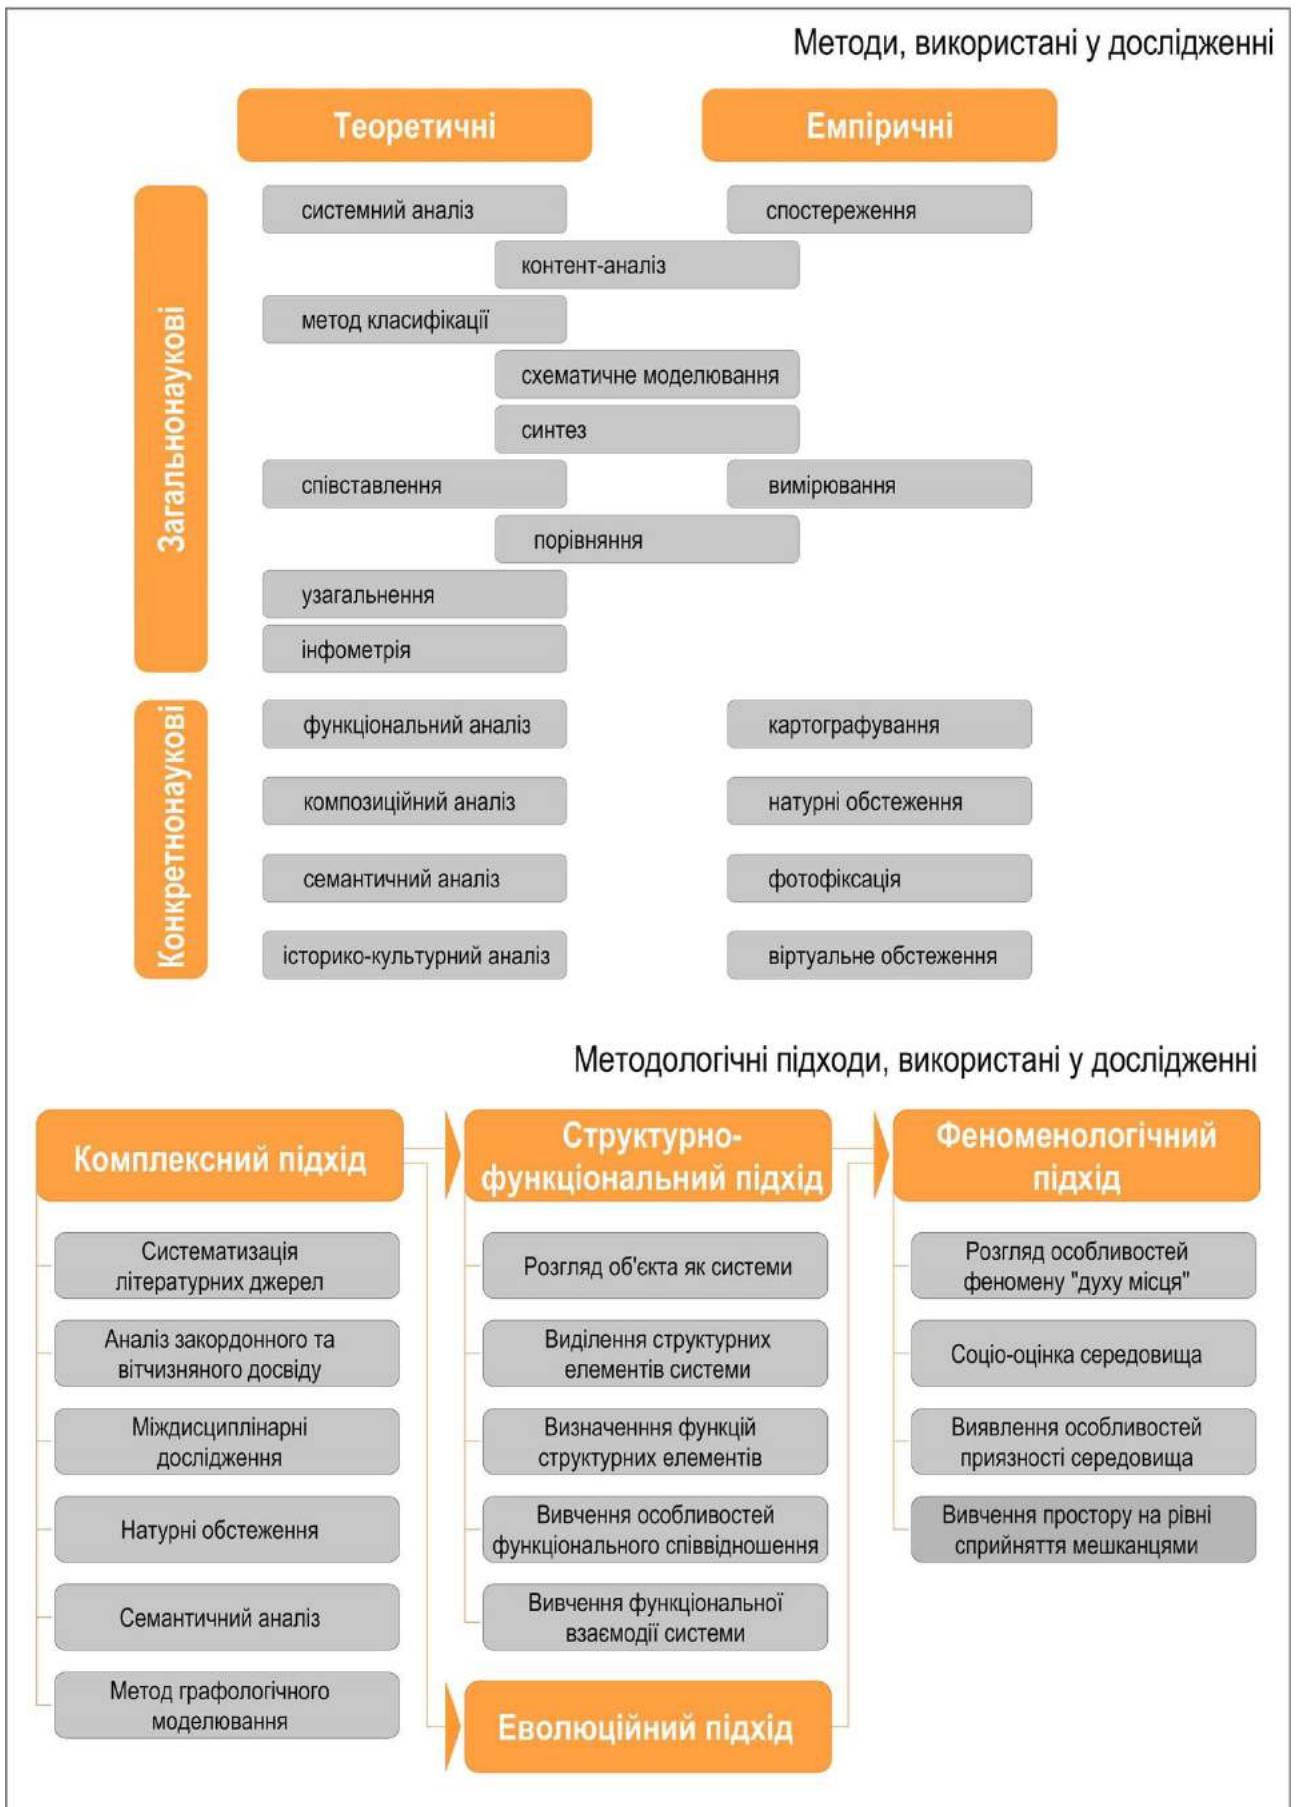 Методи, використані у дослідженні
Теоретичні
Емпіричні
Загальнонаукові
системний аналіз
спостереження
контент-аналіз
метод класифікації
схематичне моделювання
синтез
співставлення
вимірювання
порівняння
узагальнення
інфометрія
Конкретнонаукові
функціональний аналіз
картографування
композиційний аналіз
натурні обстеження
семантичний аналіз
фотофіксація
історико-культурний аналіз
віртуальне обстеження
Методологічні підходи, використані у дослідженні
Комплексний підхід
Систематизація
літературних джерел
Аналіз закордонного та
вітчизняного досвіду
Міждисциплінарні
дослідження
Натурні обстеження
Семантичний аналіз
Метод графологічного
моделювання
Структурно-
функціональний підхід
Розгляд об'єкта як системи
Виділення структурних
елементів системи
Визначенння функцій
структурних елементів
Вивчення особливостей
функціонального співвідношення
Вивчення функціональної
взаємодії системи
Еволюційний підхід
Феноменологічний
підхід
Розгляд особливостей
феномену "духу місця"
Соціо-оцінка середовища
Виявлення особливостей
приязності середовища
Вивчення простору на рівні
сприйняття мешканцями